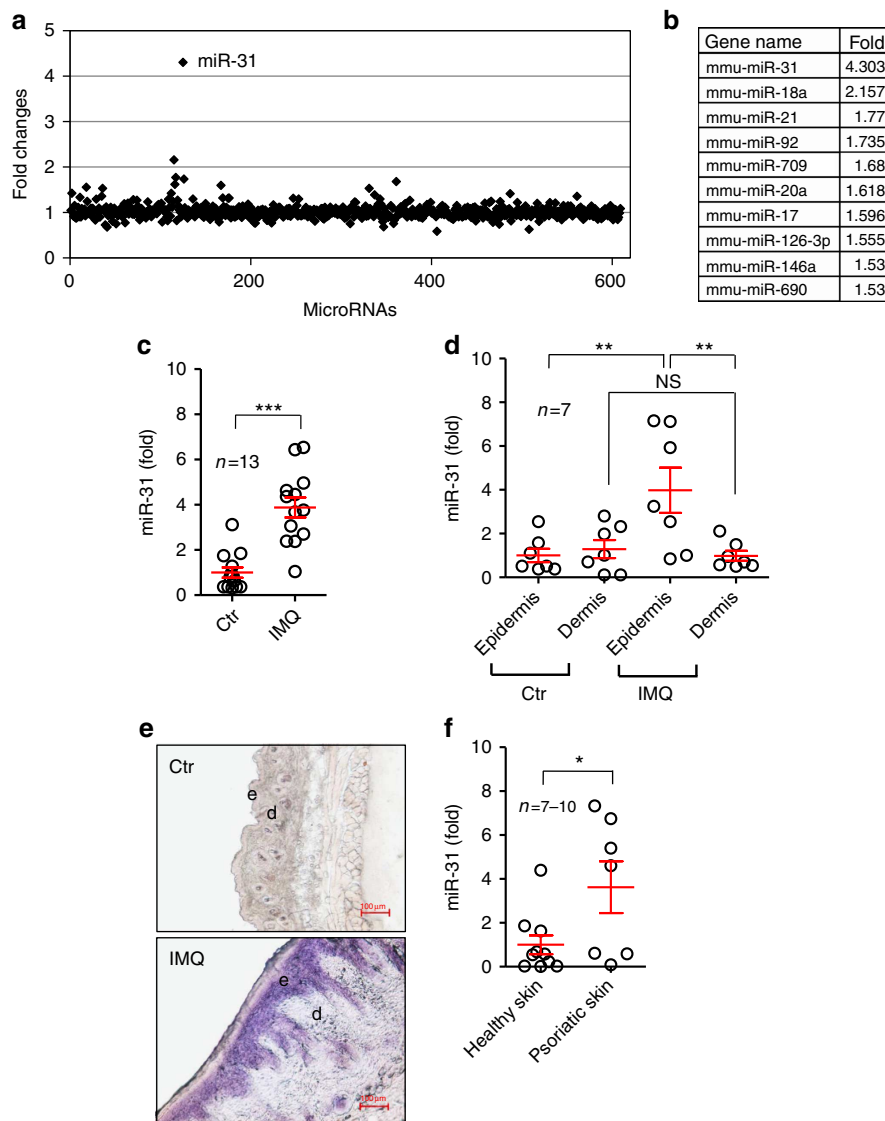 a
5
4
3
2
1
0
Fold changes
miR-31
0
200
400
600
MicroRNAs
b
Gene name Fold
mmu-miR-31 4.303
mmu-miR-18a 2.157
mmu-miR-21 1.77
mmu-miR-92 1.735
mmu-miR-709 1.68
mmu-miR-20a 1.618
mmu-miR-17 1.596
mmu-miR-126-3p 1.555
mmu-miR-146a 1.53
mmu-miR-690 1.53
c
10
8
6
4
2
0
miR-31 (fold)
***
n=13
Ctr
IMQ
d
10
8
6
4
2
0
miR-31 (fold)
**
**
NS
n=7
Epidermis
Dermis
Epidermis
Dermis
Ctr
IMQ
e
Ctr
e
d
100 µm
IMQ
e
d
100 µm
f
10
8
6
4
2
0
miR-31 (fold)
*
n=7–10
Healthy skin
Psoriatic skin